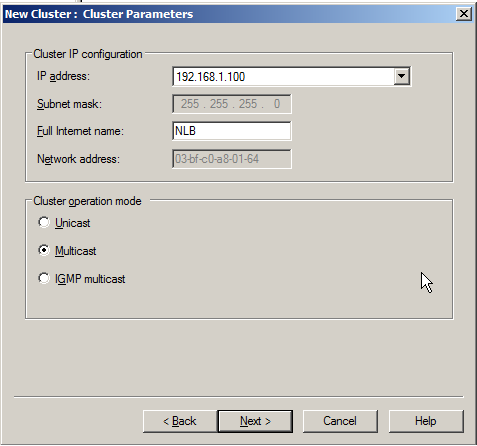 New Cluster : Cluster Parameters
Cluster IP configuration
IP address: 192.168.1.100
Subnet mask: 255 . 255 . 255 . 0
Full Internet name: NLB
Network address: 03-bf-c0-a8-01-64
Cluster operation mode
Unicast
Multicast
IGMP multicast
< Back Next > Cancel Help